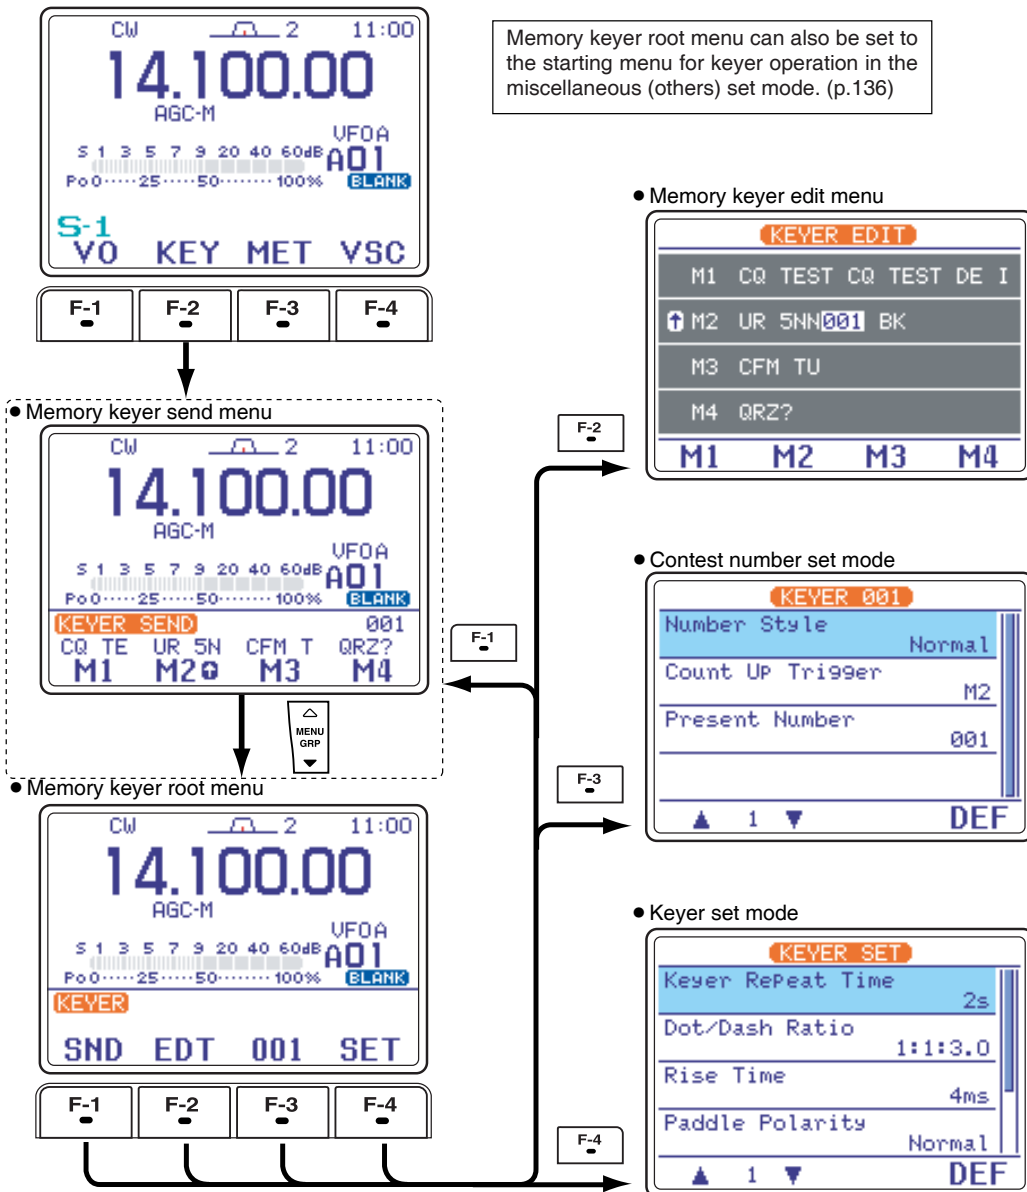 CW 2 11:00
14.100.00
AGC-M
VFOA
S 1 3 5 7 9 20 40 60dB A01
Po0·····25·····50········100% BLANK
S-1
VO KEY MET VSC
F-1 F-2 F-3 F-4
Memory keyer root menu can also be set to
the starting menu for keyer operation in the
miscellaneous (others) set mode. (p.136)
● Memory keyer send menu
CW 2 11:00
14.100.00
AGC-M
VFOA
S 1 3 5 7 9 20 40 60dB A01
Po0·····25·····50········100% BLANK
KEYER SEND 001
CQ TE UR 5N CFM T QRZ?
M1 M2 M3 M4
MENU
GRP
● Memory keyer root menu
CW 2 11:00
14.100.00
AGC-M
VFOA
S 1 3 5 7 9 20 40 60dB A01
Po0·····25·····50········100% BLANK
KEYER
SND EDT 001 SET
F-1 F-2 F-3 F-4
F-1
F-2
● Memory keyer edit menu
KEYER EDIT
M1 CQ TEST CQ TEST DE I
↑ M2 UR 5NN001 BK
M3 CFM TU
M4 QRZ?
M1 M2 M3 M4
F-3
● Contest number set mode
KEYER 001
Number Style
Normal
Count UP Trigger
M2
Present Number
001
▲ 1 ▼ DEF
F-4
● Keyer set mode
KEYER SET
Keyer RePeat Time
2s
Dot/Dash Ratio
1:1:3.0
Rise Time
4ms
Paddle Polarity
Normal
▲ 1 ▼ DEF